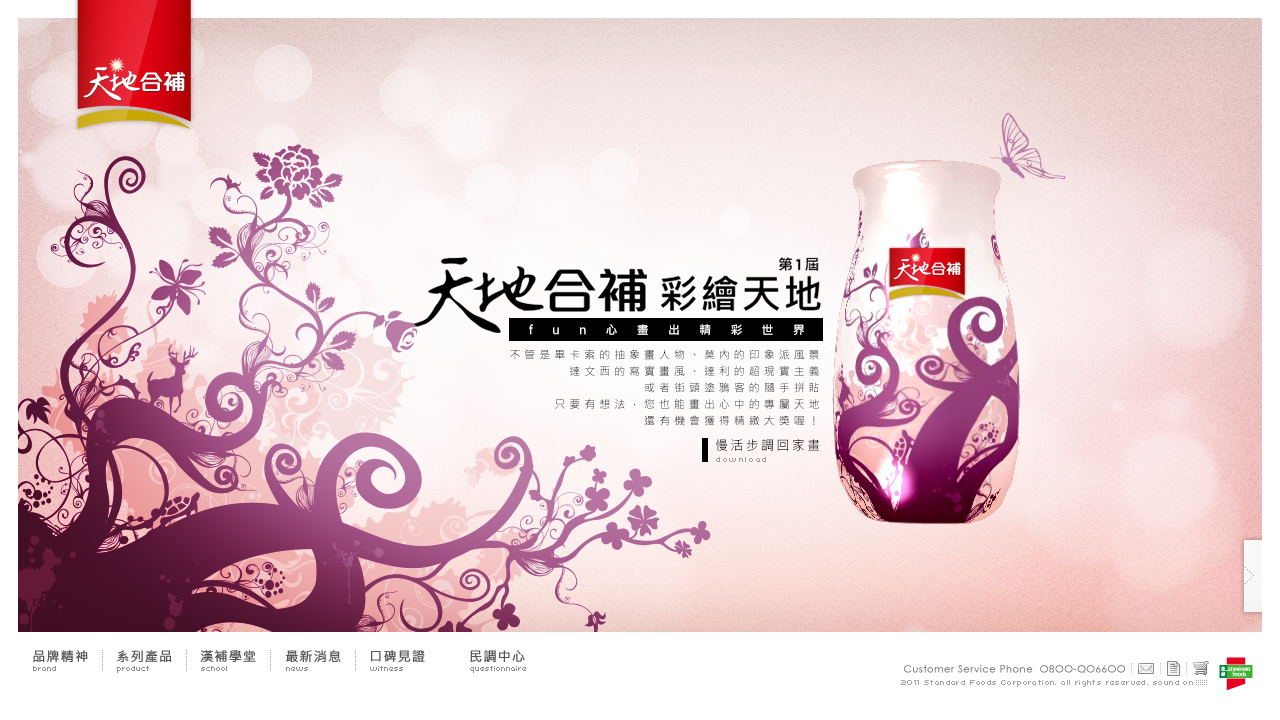 天地合補
第1屆
天地合補 彩繪天地
fun心畫出精彩世界
天地合補
不管是畢卡索的抽象畫人物、莫內的印象派風景
達文西的寫實畫風、達利的超現實主義
或者街頭塗鴉客的隨手拼貼
只要有想法，您也能畫出心中的專屬天地
還有機會獲得精緻大獎喔！
慢活步調回家畫
download
品牌精神 系列產品 漢補學堂 最新消息 口碑見證 民調中心
brand product school news witness questionnaire
Customer Service Phone 0800-006600
2011 Standard Foods Corporation. all rights reserved. sound on
STANDARD
foods